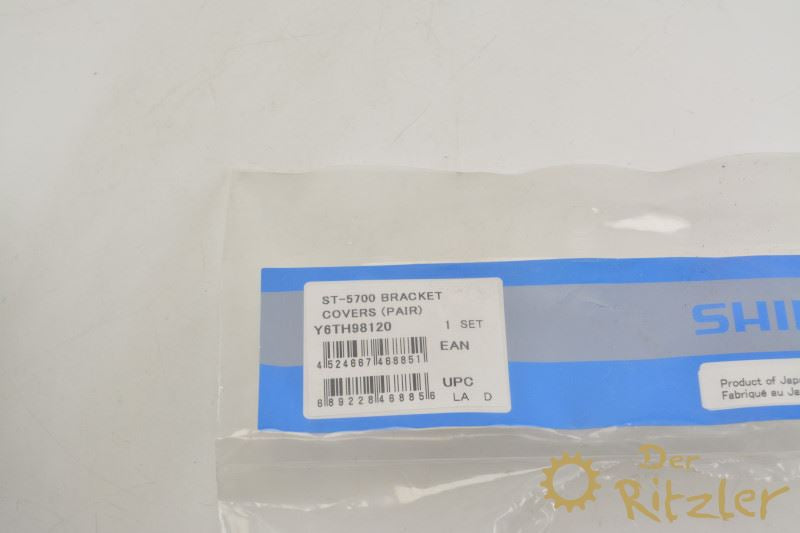 ST-5700 BRACKET
COVERS (PAIR)
Y6TH98120 1 SET
EAN
4 524667 468851
UPC
6 89228 46885 6
LA D
SHI
Product of Japa
Fabriqué au Ja
Der
Ritzler